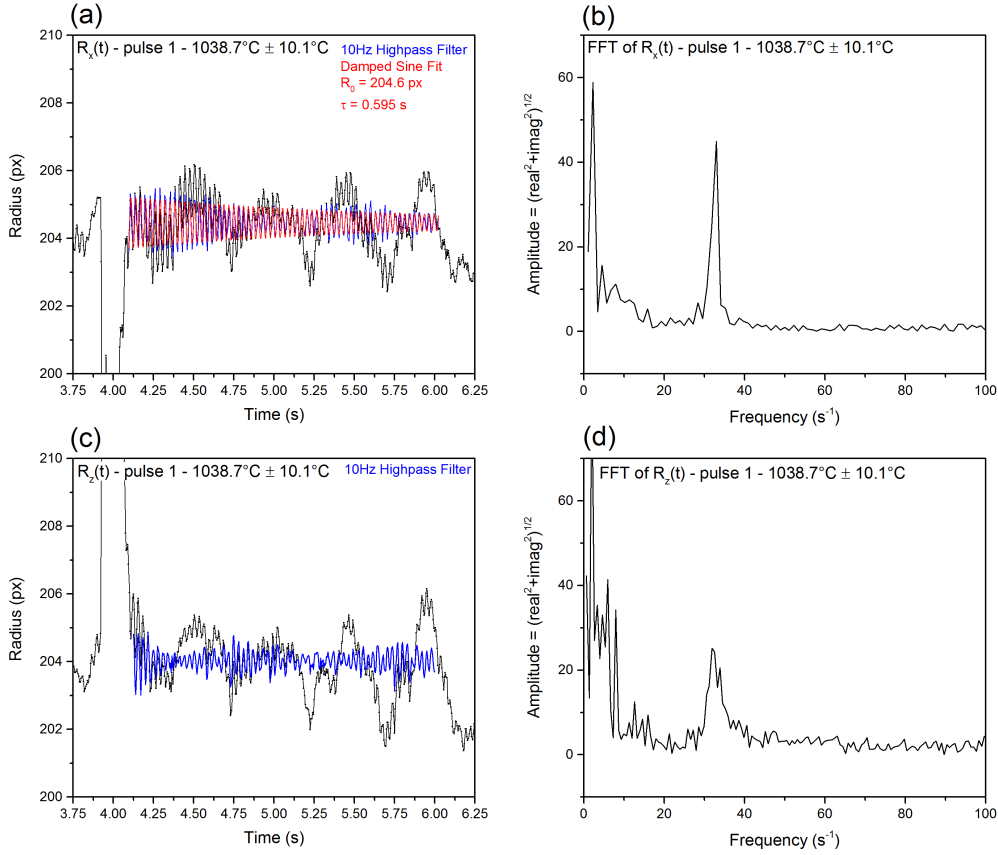 (a)
R_x(t) - pulse 1 - 1038.7°C ± 10.1°C
10Hz Highpass Filter
Damped Sine Fit
R_0 = 204.6 px
τ = 0.595 s
210
208
206
204
202
200
Radius (px)
3.75 4.00 4.25 4.50 4.75 5.00 5.25 5.50 5.75 6.00 6.25
Time (s)
(b)
FFT of R_x(t) - pulse 1 - 1038.7°C ± 10.1°C
60
40
20
0
Amplitude = (real²+imag²)^1/2
0 20 40 60 80 100
Frequency (s⁻¹)
(c)
R_z(t) - pulse 1 - 1038.7°C ± 10.1°C
10Hz Highpass Filter
210
208
206
204
202
200
Radius (px)
3.75 4.00 4.25 4.50 4.75 5.00 5.25 5.50 5.75 6.00 6.25
Time (s)
(d)
FFT of R_z(t) - pulse 1 - 1038.7°C ± 10.1°C
60
40
20
0
Amplitude = (real²+imag²)^1/2
0 20 40 60 80 100
Frequency (s⁻¹)